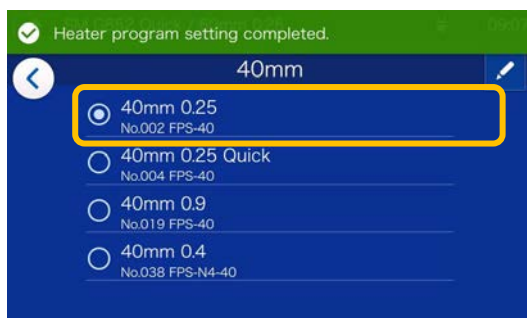 Heater program setting completed.
40mm
40mm 0.25
No.002 FPS-40
40mm 0.25 Quick
No.004 FPS-40
40mm 0.9
No.019 FPS-40
40mm 0.4
No.038 FPS-N4-40